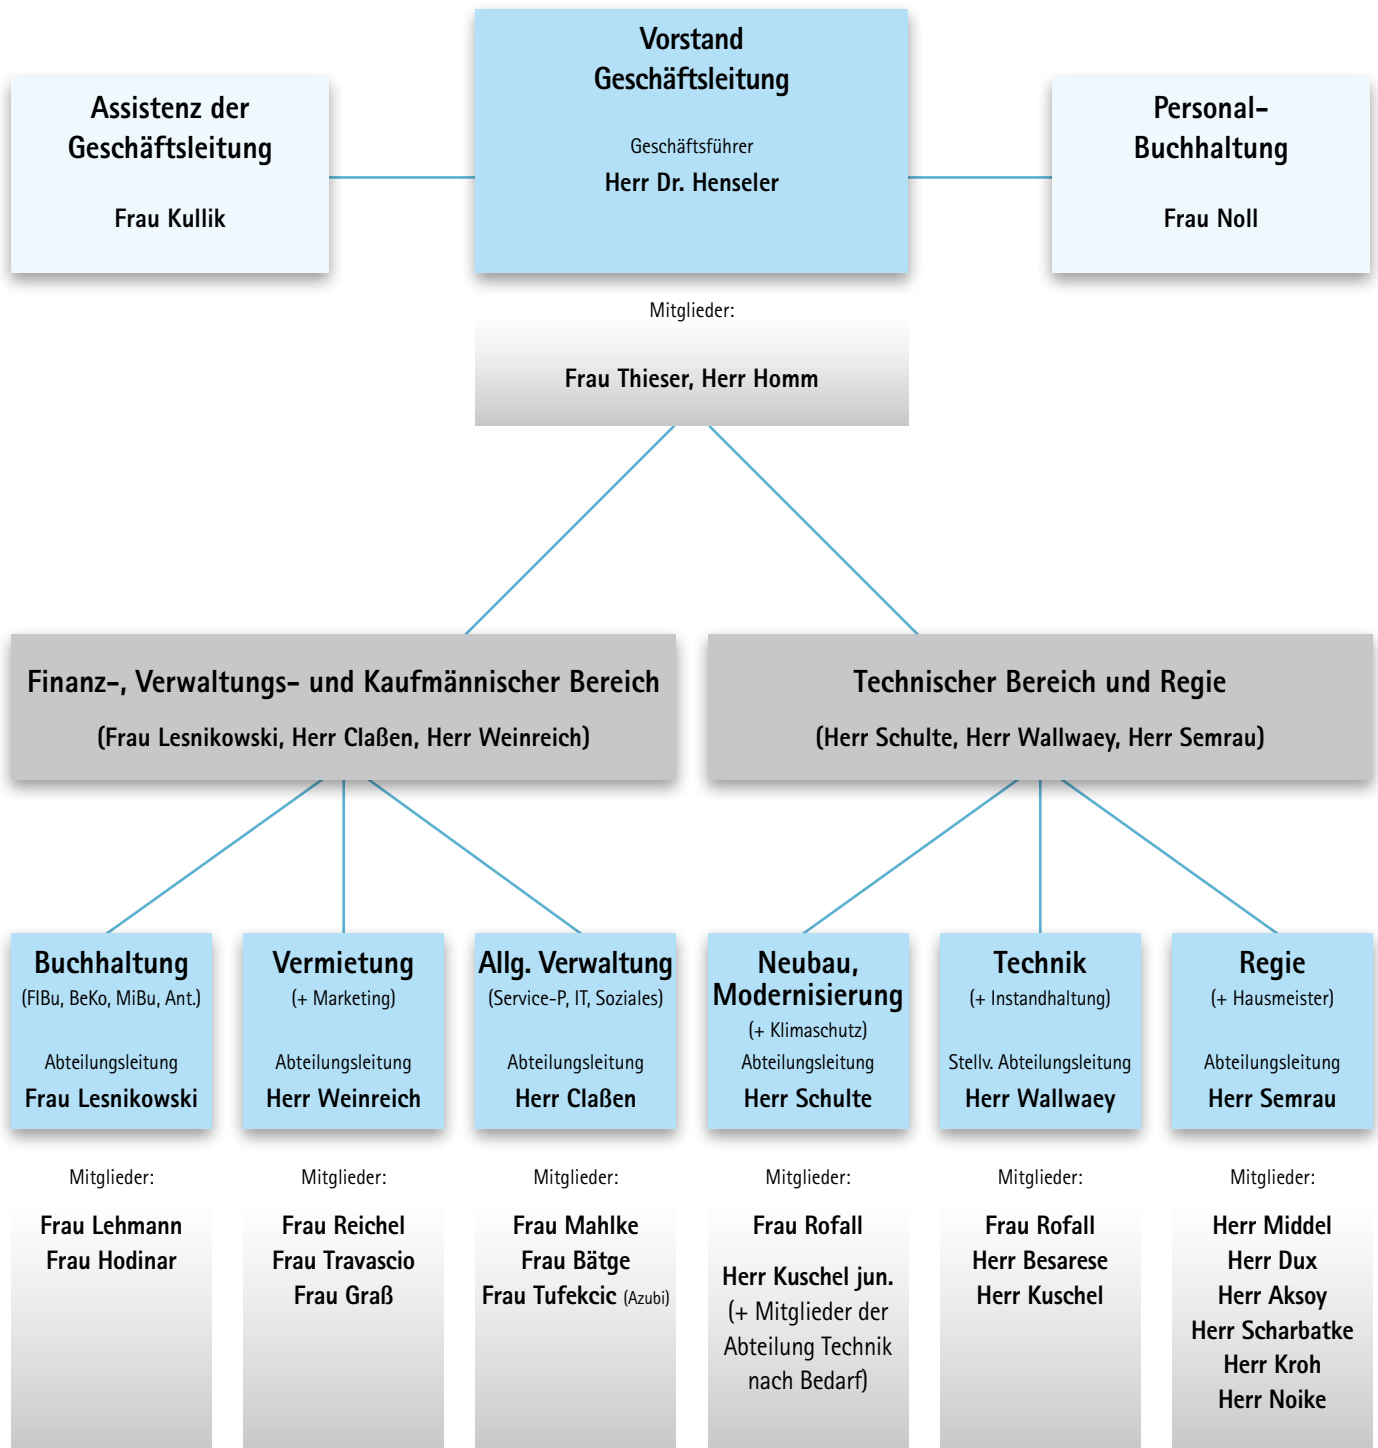 Vorstand
Geschäftsleitung
Geschäftsführer
Herr Dr. Henseler
Assistenz der
Geschäftsleitung
Frau Kullik
Personal-
Buchhaltung
Frau Noll
Mitglieder:
Frau Thieser, Herr Homm
Finanz-, Verwaltungs- und Kaufmännischer Bereich
(Frau Lesnikowski, Herr Claßen, Herr Weinreich)
Technischer Bereich und Regie
(Herr Schulte, Herr Wallwaey, Herr Semrau)
Buchhaltung
(FIBu, BeKo, MiBu, Ant.)
Abteilungsleitung
Frau Lesnikowski
Mitglieder:
Frau Lehmann
Frau Hodinar
Vermietung
(+ Marketing)
Abteilungsleitung
Herr Weinreich
Mitglieder:
Frau Reichel
Frau Travascio
Frau Graß
Allg. Verwaltung
(Service-P, IT, Soziales)
Abteilungsleitung
Herr Claßen
Mitglieder:
Frau Mahlke
Frau Bätge
Frau Tufekcic (Azubi)
Neubau,
Modernisierung
(+ Klimaschutz)
Abteilungsleitung
Herr Schulte
Mitglieder:
Frau Rofall
Herr Kuschel jun.
(+ Mitglieder der
Abteilung Technik
nach Bedarf)
Technik
(+ Instandhaltung)
Stellv. Abteilungsleitung
Herr Wallwaey
Mitglieder:
Frau Rofall
Herr Besarese
Herr Kuschel
Regie
(+ Hausmeister)
Abteilungsleitung
Herr Semrau
Mitglieder:
Herr Middel
Herr Dux
Herr Aksoy
Herr Scharbatke
Herr Kroh
Herr Noike